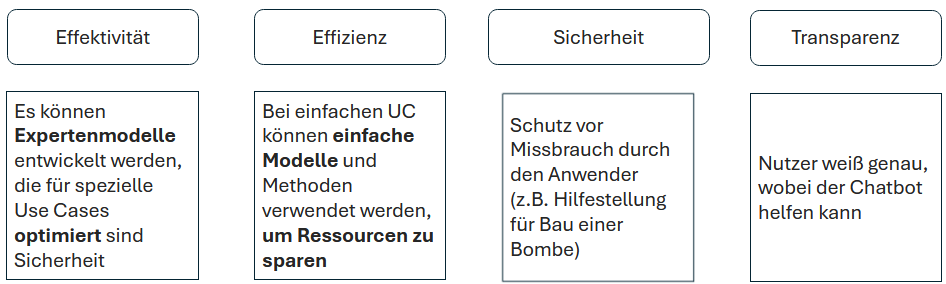 Effektivität
Effizienz
Sicherheit
Transparenz
Es können
Expertenmodelle
entwickelt werden,
die für spezielle
Use Cases
optimiert sind
Sicherheit
Bei einfachen UC
können einfache
Modelle und
Methoden
verwendet werden,
um Ressourcen zu
sparen
Schutz vor
Missbrauch durch
den Anwender
(z.B. Hilfestellung
für Bau einer
Bombe)
Nutzer weiß genau,
wobei der Chatbot
helfen kann